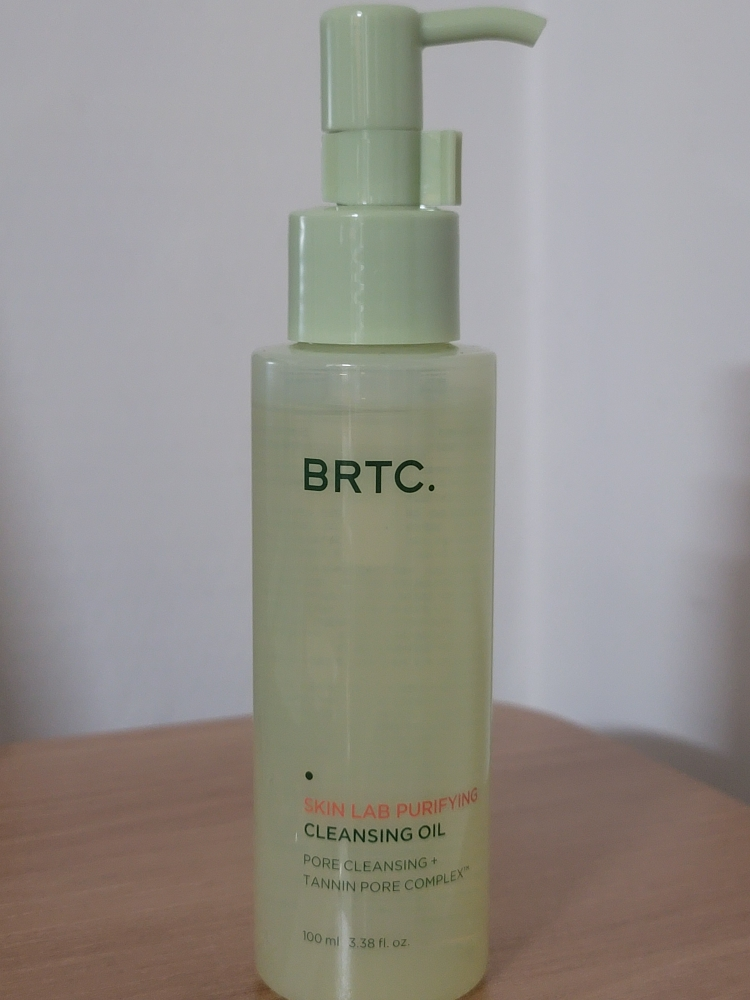 BRTC.
SKIN LAB PURIFYING
CLEANSING OIL
PORE CLEANSING +
TANNIN PORE COMPLEX™
100 ml 3.38 fl. oz.